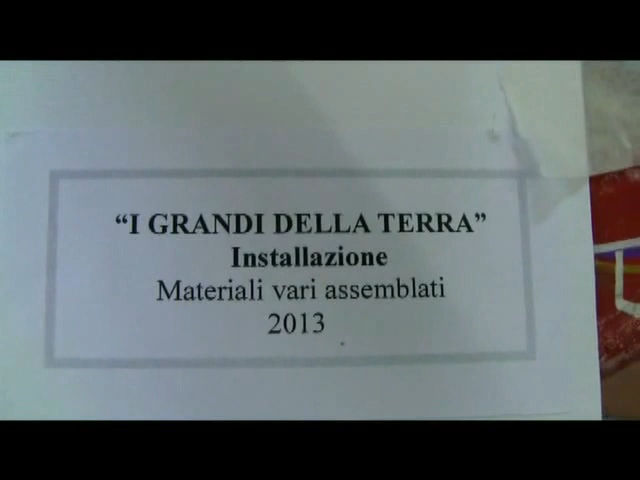 “I GRANDI DELLA TERRA”
Installazione
Materiali vari assemblati
2013